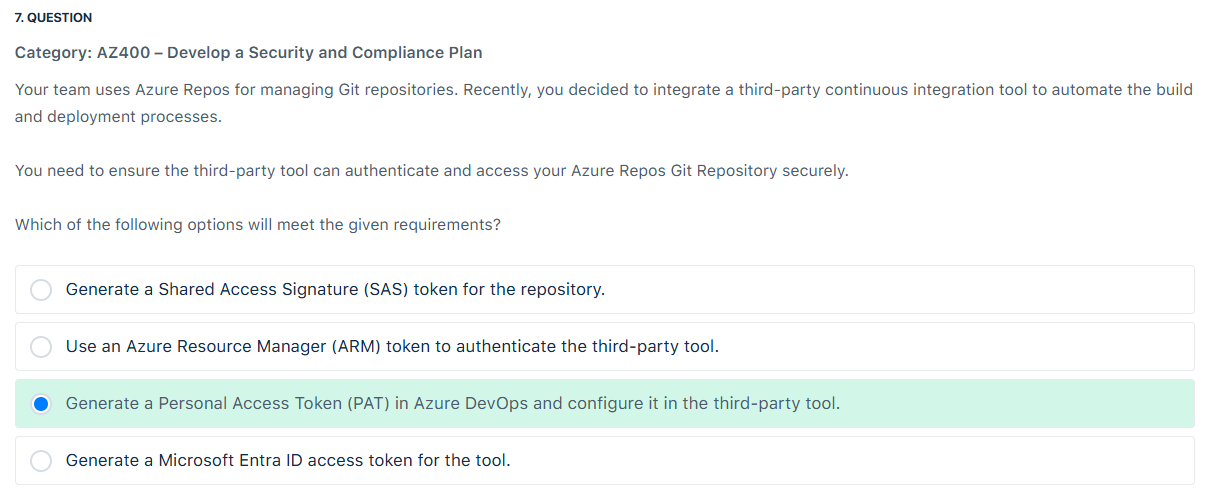 7. QUESTION
Category: AZ400 – Develop a Security and Compliance Plan
Your team uses Azure Repos for managing Git repositories. Recently, you decided to integrate a third-party continuous integration tool to automate the build
and deployment processes.
You need to ensure the third-party tool can authenticate and access your Azure Repos Git Repository securely.
Which of the following options will meet the given requirements?
Generate a Shared Access Signature (SAS) token for the repository.
Use an Azure Resource Manager (ARM) token to authenticate the third-party tool.
Generate a Personal Access Token (PAT) in Azure DevOps and configure it in the third-party tool.
Generate a Microsoft Entra ID access token for the tool.